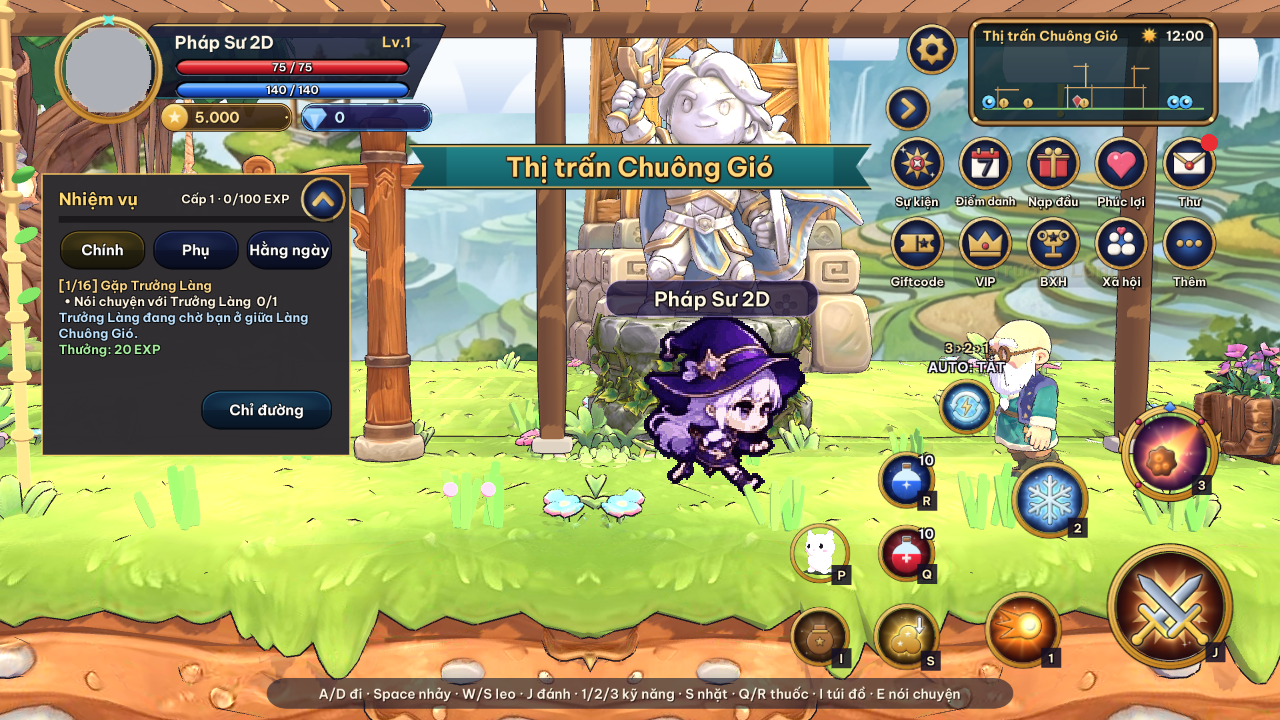 Pháp Sư 2D
Lv.1
75 / 75
140 / 140
5.000
0
Thị trấn Chuông Gió
12:00
Thị trấn Chuông Gió
Sự kiện
7
Điểm danh
Nạp đầu
Phúc lợi
Thư
Giftcode
VIP
BXH
Xã hội
Thêm
Nhiệm vụ
Cấp 1 · 0/100 EXP
Chính
Phụ
Hằng ngày
[1/16] Gặp Trưởng Làng
• Nói chuyện với Trưởng Làng 0/1
Trưởng Làng đang chờ bạn ở giữa Làng
Chuông Gió.
Thưởng: 20 EXP
Chỉ đường
Pháp Sư 2D
3›2›1
AUTO: TẮT
10
R
10
Q
P
I
S
1
2
3
J
A/D đi · Space nhảy · W/S leo · J đánh · 1/2/3 kỹ năng · S nhặt · Q/R thuốc · I túi đồ · E nói chuyện